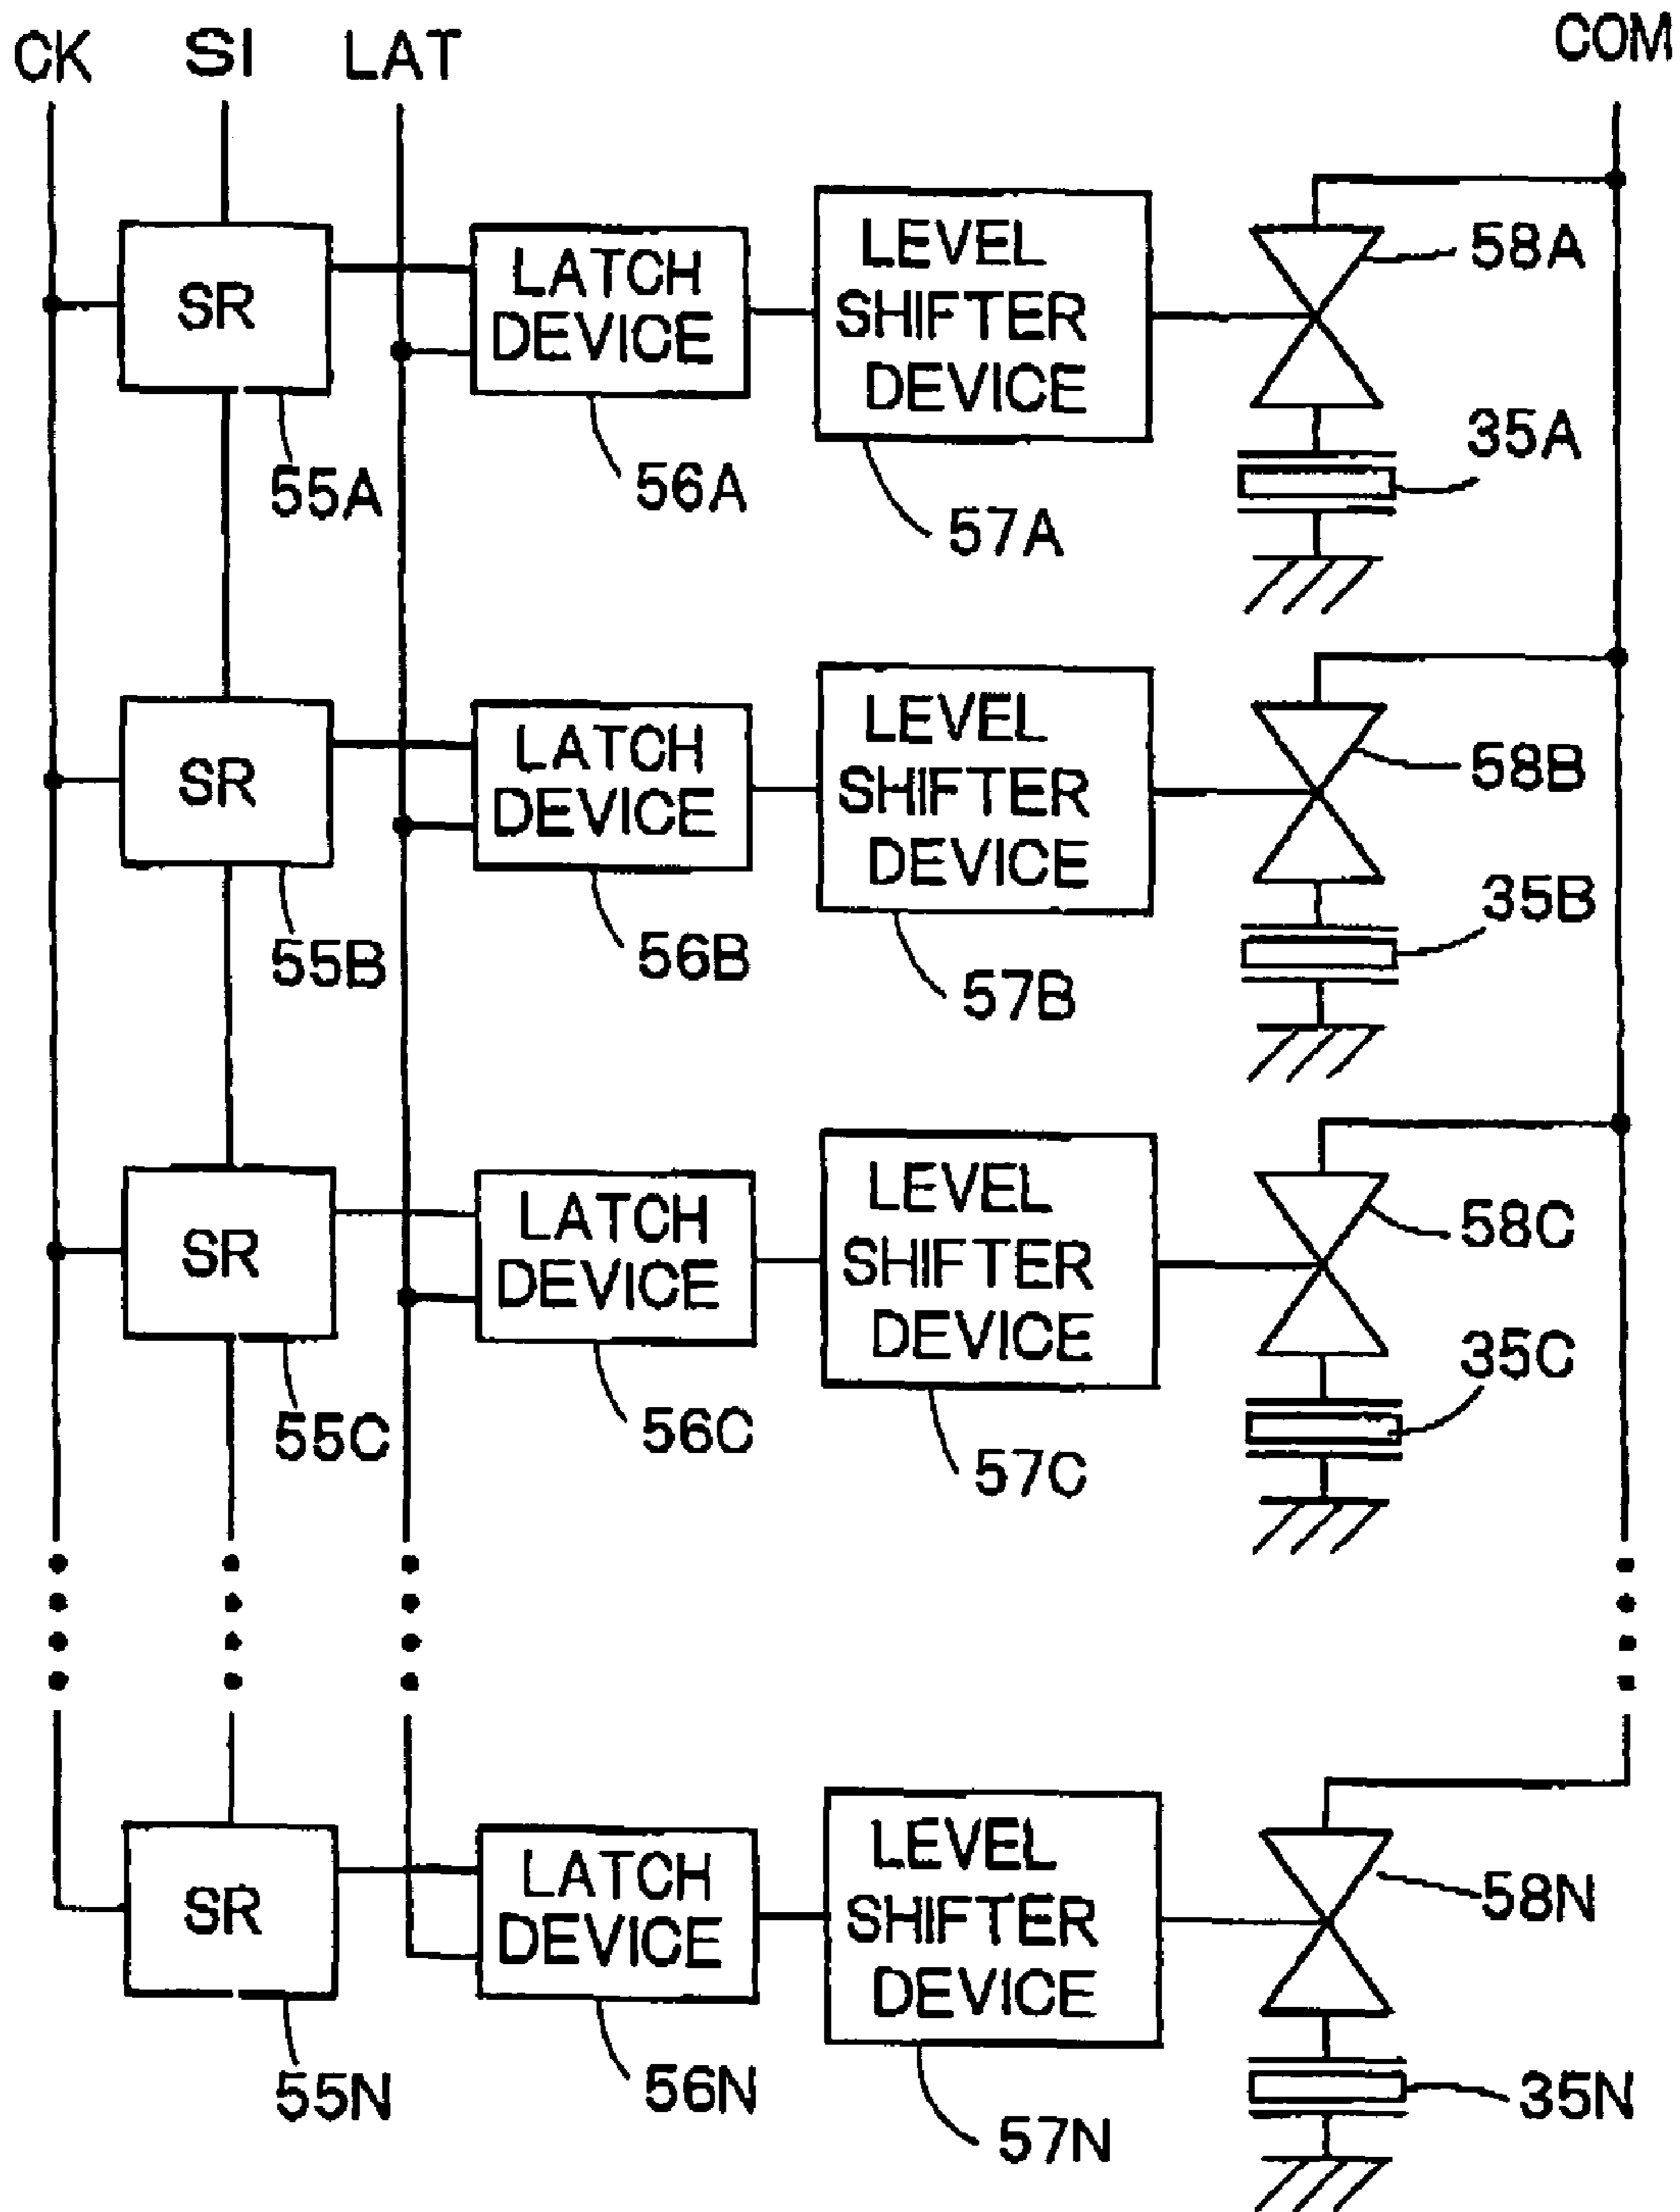 CK SI LAT COM
SR
LATCH
DEVICE
LEVEL
SHIFTER
DEVICE
58A
35A
55A
56A
57A
SR
LATCH
DEVICE
LEVEL
SHIFTER
DEVICE
58B
35B
55B
56B
57B
SR
LATCH
DEVICE
LEVEL
SHIFTER
DEVICE
58C
35C
55C
56C
57C
SR
LATCH
DEVICE
LEVEL
SHIFTER
DEVICE
58N
35N
55N
56N
57N